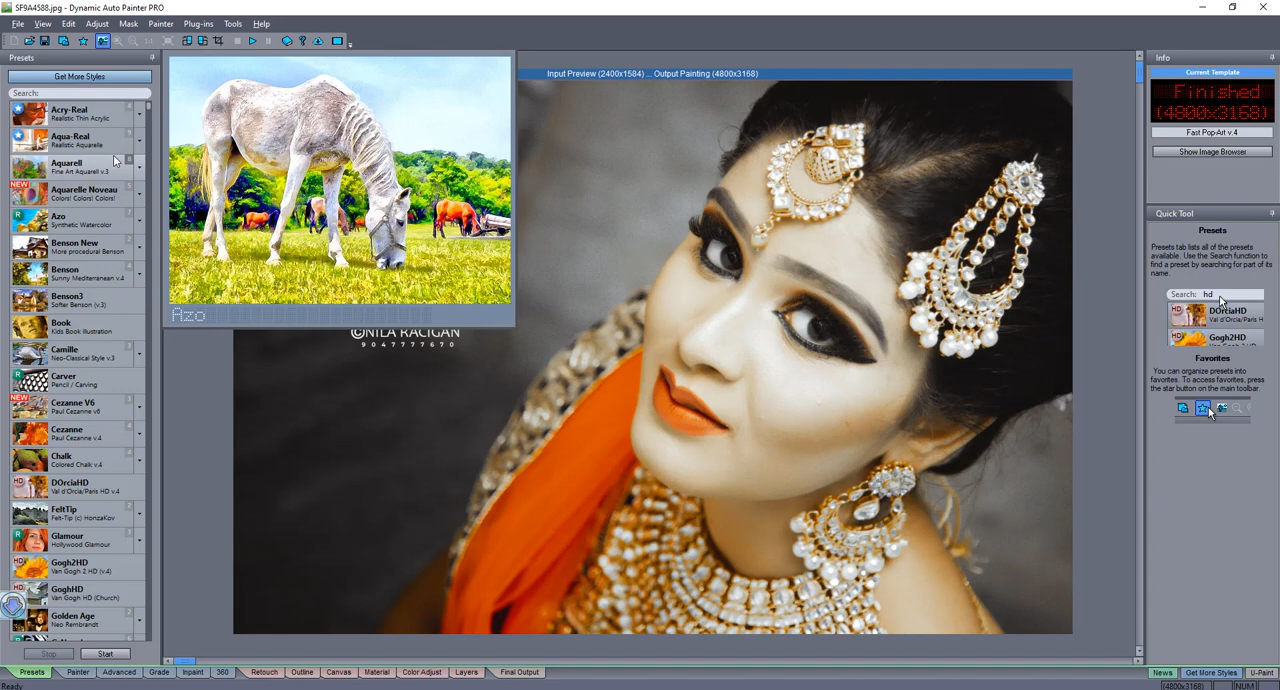 SF9A4588.jpg - Dynamic Auto Painter PRO
File View Edit Adjust Mask Painter Plug-ins Tools Help
Presets
Get More Styles
Search:
Acry-Real
Realistic Thin Acrylic
Aqua-Real
Realistic Aquarelle
Aquarell
Fine Art Aquarell v.3
NEW
Aquarelle Noveau
Colors! Colors! Colors!
Azo
Synthetic Watercolor
Benson New
More procedural Benson
Benson
Sunny Mediterranean v.4
Benson3
Softer Benson (v.3)
Book
Kids Book Illustration
Camille
Neo-Classical Style v.3
Carver
Pencil / Carving
NEW
Cezanne V6
Paul Cezanne v6
Cezanne
Paul Cezanne v.4
Chalk
Colored Chalk v.4
HD
DOrciaHD
Val d'Orcia/Paris HD v.4
FeltTip
Felt-Tip (c) HonzaKov
Glamour
Hollywood Glamour
HD
Gogh2HD
Van Gogh 2 HD (v.4)
HD
GoghHD
Van Gogh HD (Church)
Golden Age
Neo Rembrandt
Stop Start
Azo
Input Preview (2400x1584) ... Output Painting (4800x3168)
©NILA RACIGAN
9047777670
Info
Current Template
Finished
(4800x3168)
Fast Pop-Art v.4
Show Image Browser
Quick Tool
Presets
Presets tab lists all of the presets
available. Use the Search function to
find a preset by searching for part of its
name.
Search: hd
HD
DOrciaHD
Val d'Orcia/Paris H
HD
Gogh2HD
Favorites
You can organize presets into
favorites. To access favorites, press
the star button on the main toolbar.
Presets Painter Advanced Grade Inpaint 360 Retouch Outline Canvas Material Color Adjust Layers Final Output
News Get More Styles U-Paint
Ready
(4800x3168) NUM